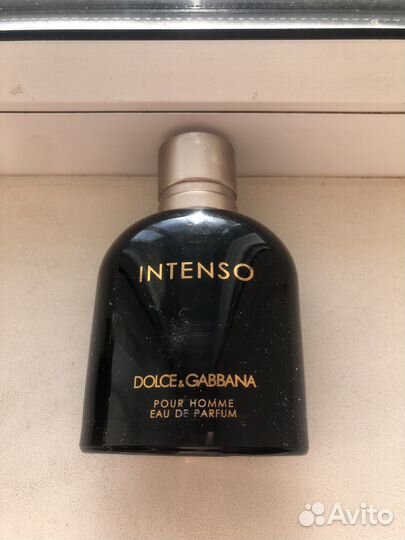 INTENSO
DOLCE&GABBANA
POUR HOMME
EAU DE PARFUM
Avito